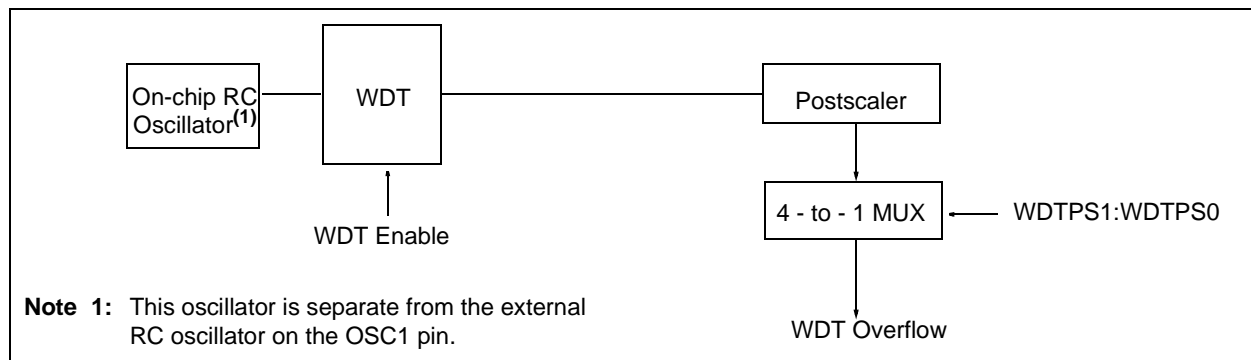 On-chip RC
Oscillator(1)
WDT
Postscaler
4 - to - 1 MUX
WDTPS1:WDTPS0
WDT Enable
WDT Overflow
Note 1: This oscillator is separate from the external
RC oscillator on the OSC1 pin.